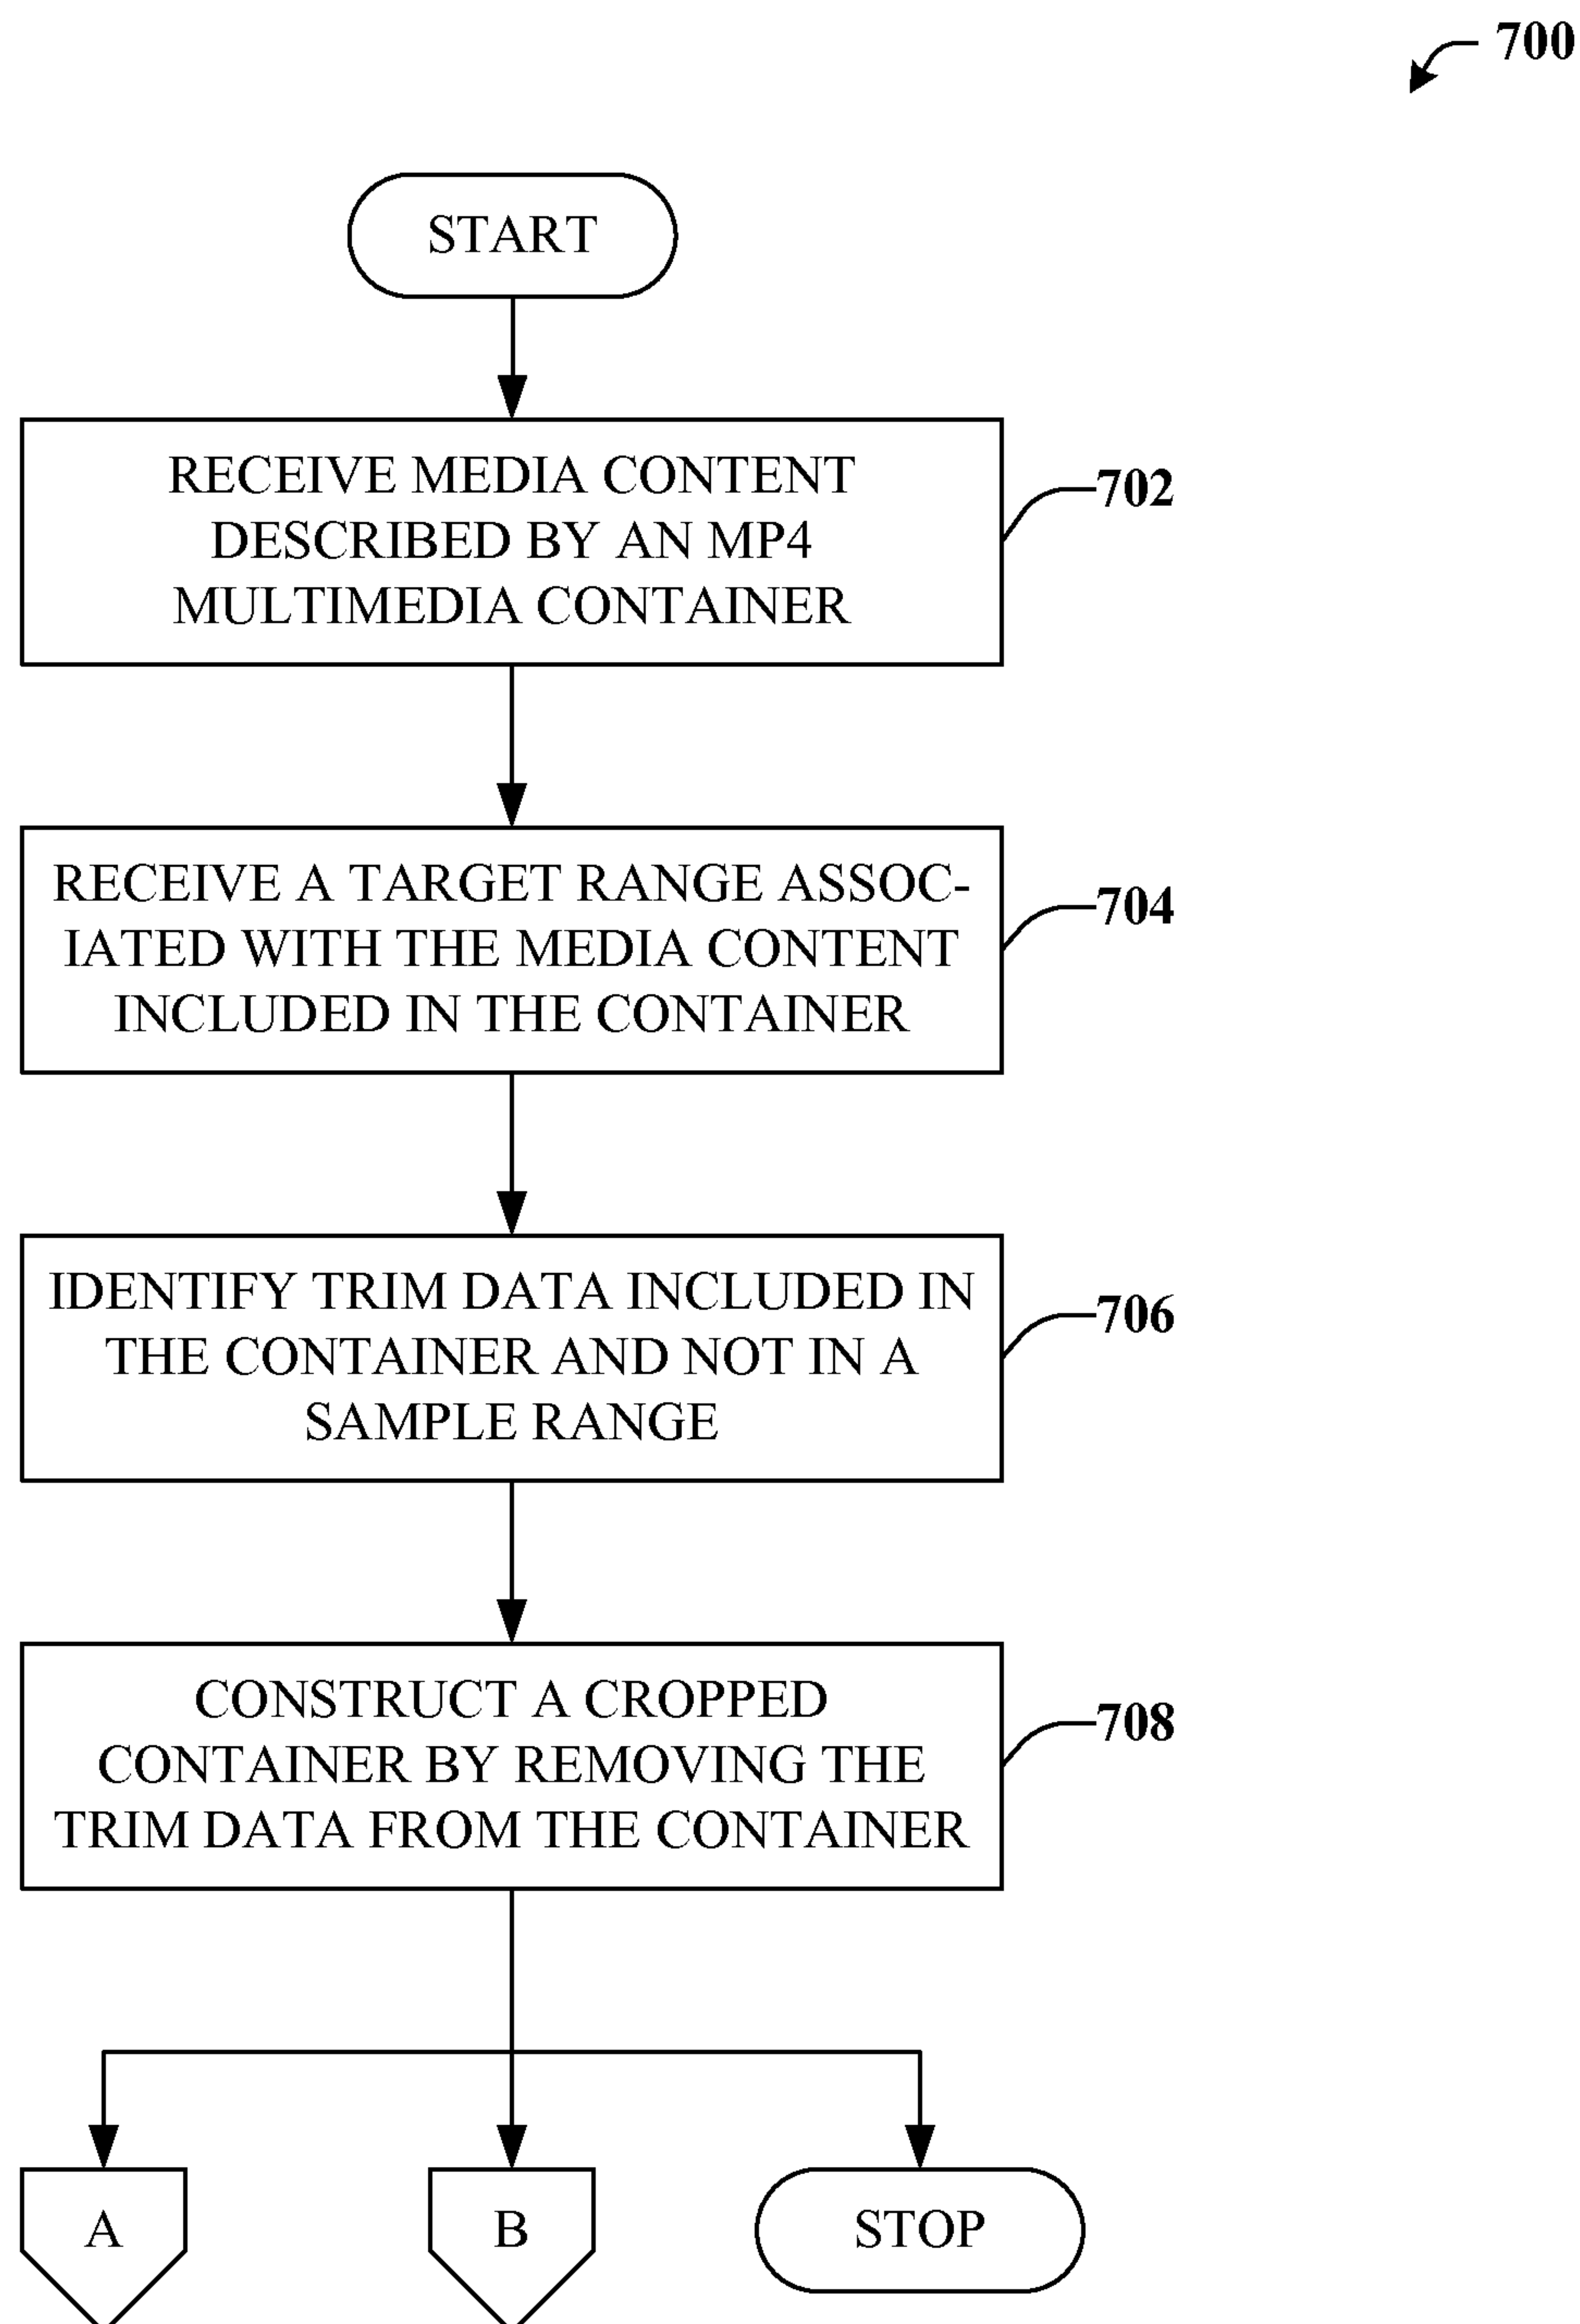 700
START
RECEIVE MEDIA CONTENT
DESCRIBED BY AN MP4
MULTIMEDIA CONTAINER
702
RECEIVE A TARGET RANGE ASSOC-
IATED WITH THE MEDIA CONTENT
INCLUDED IN THE CONTAINER
704
IDENTIFY TRIM DATA INCLUDED IN
THE CONTAINER AND NOT IN A
SAMPLE RANGE
706
CONSTRUCT A CROPPED
CONTAINER BY REMOVING THE
TRIM DATA FROM THE CONTAINER
708
A
B
STOP